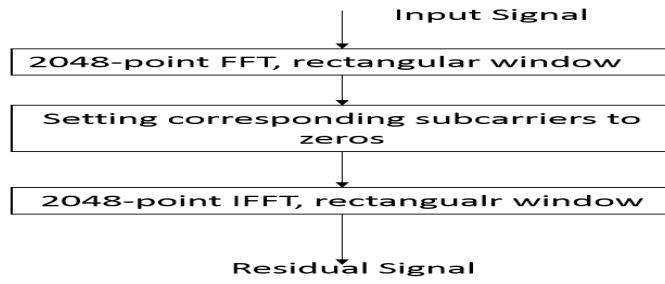 Input Signal
2048-point FFT, rectangular window
Setting corresponding subcarriers to
zeros
2048-point IFFT, rectangualr window
Residual Signal